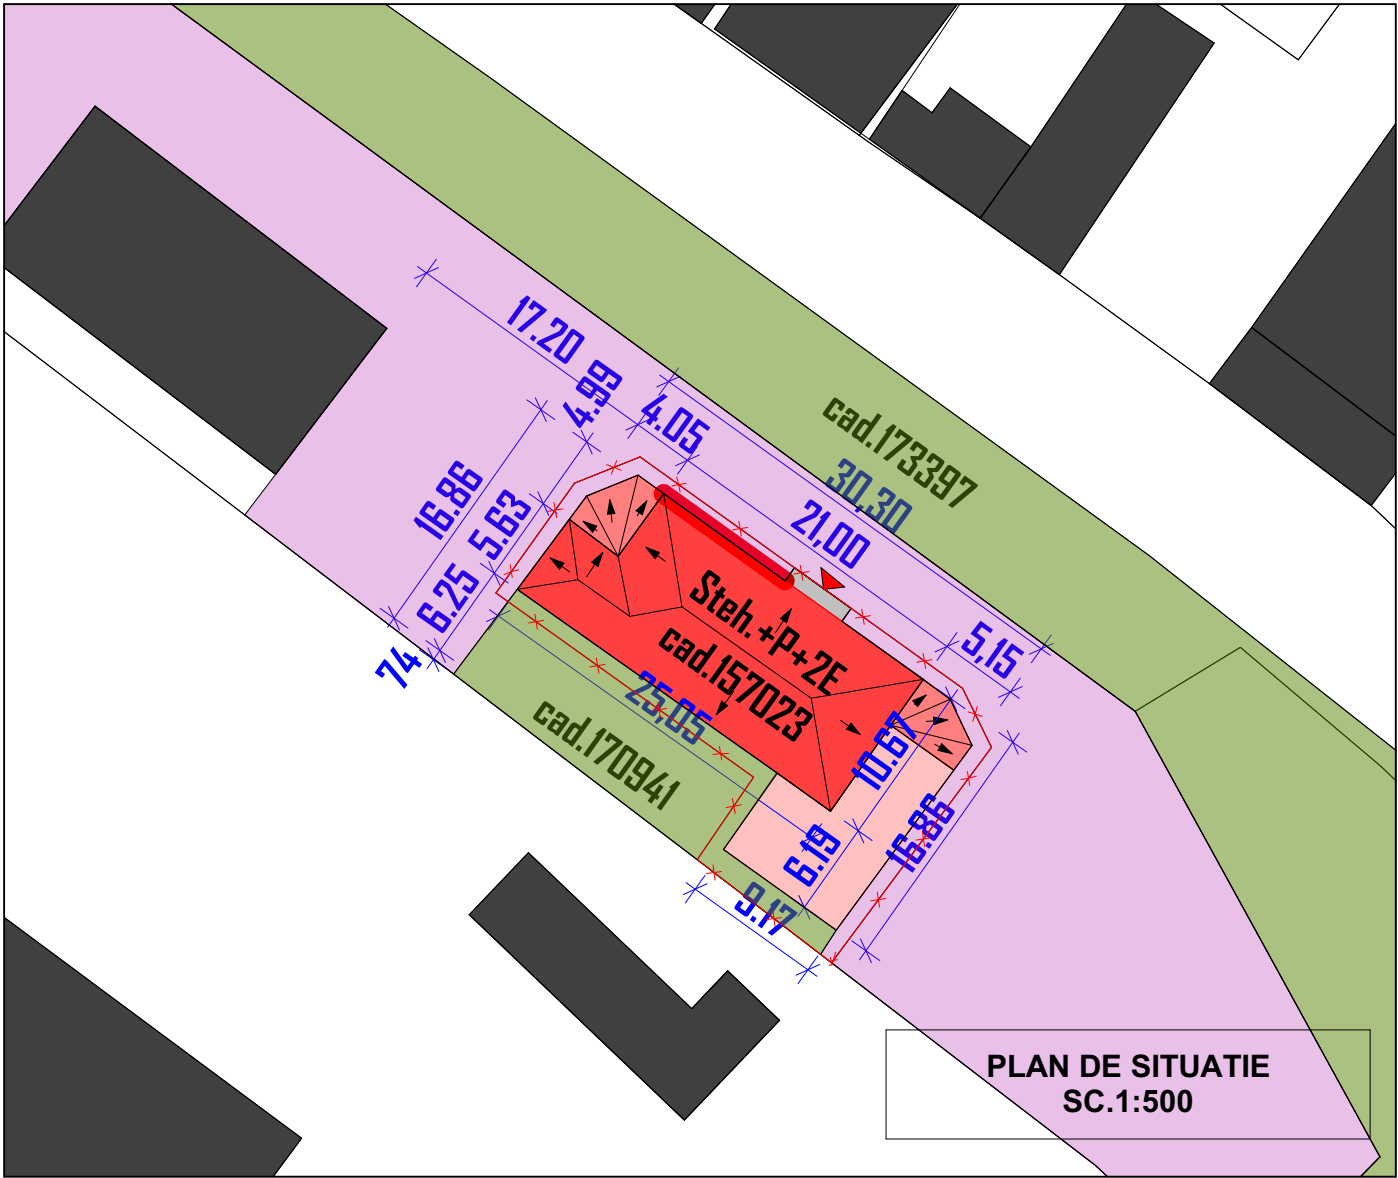 17.20
4.99
4.05
cad.173397
30,30
16.86
5.63
21,00
6.25
74
Steh.+P+2E
cad.157023
5,15
25,05
cad.170941
10.67
16.86
6.19
9.17
PLAN DE SITUATIE
SC.1:500